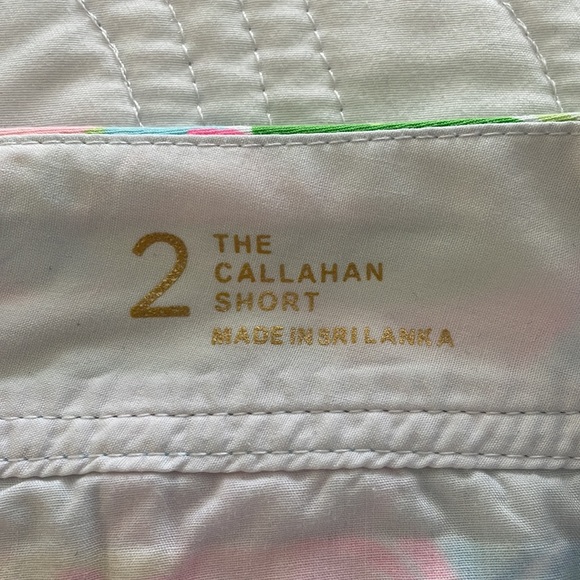 2
THE
CALLAHAN
SHORT
MADE IN SRI LANKA